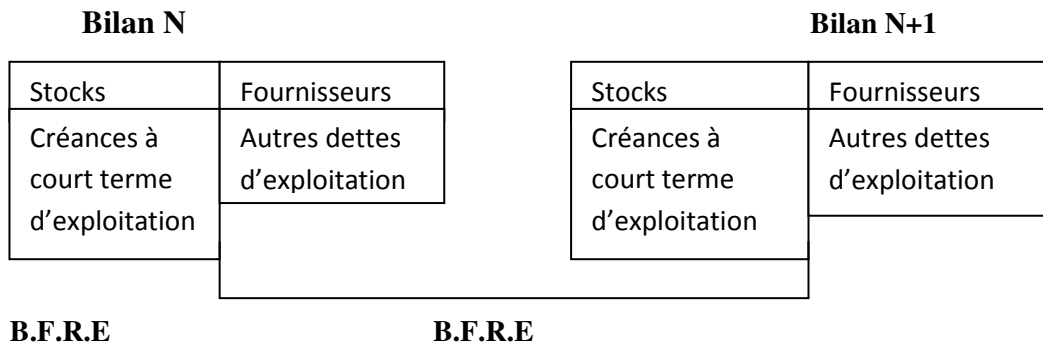 Bilan N
Bilan N+1
Stocks
Fournisseurs
Créances à
court terme
d'exploitation
Autres dettes
d'exploitation
Stocks
Fournisseurs
Créances à
court terme
d'exploitation
Autres dettes
d'exploitation
B.F.R.E
B.F.R.E